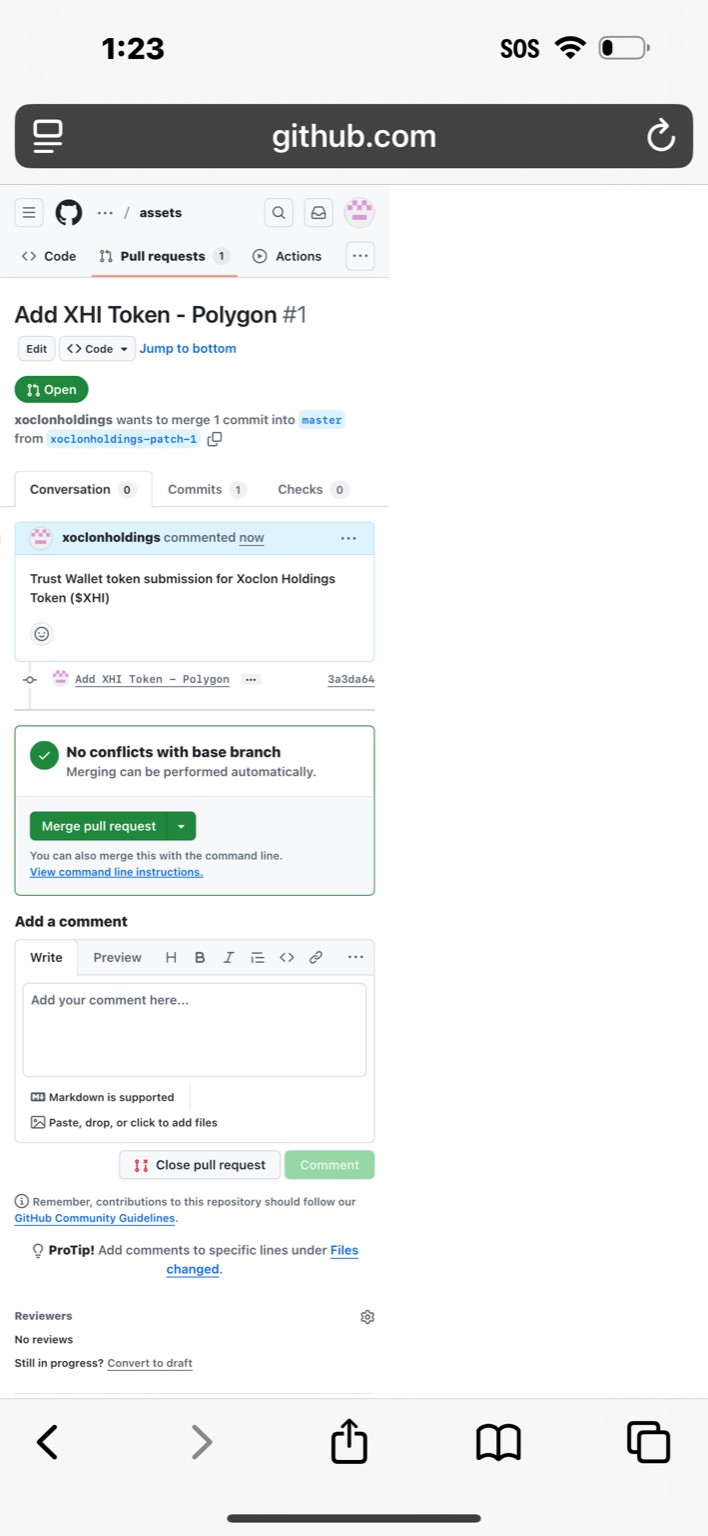 1:23
SOS
github.com
... / assets
Code
Pull requests 1
Actions
...
Add XHI Token - Polygon #1
Edit
Code
Jump to bottom
Open
xoclonholdings wants to merge 1 commit into master
from xoclonholdings-patch-1
Conversation 0
Commits 1
Checks 0
xoclonholdings commented now
...
Trust Wallet token submission for Xoclon Holdings
Token ($XHI)
Add XHI Token – Polygon ... 3a3da64
No conflicts with base branch
Merging can be performed automatically.
Merge pull request
You can also merge this with the command line.
View command line instructions.
Add a comment
Write
Preview
H B I <> ...
Add your comment here...
Markdown is supported
Paste, drop, or click to add files
Close pull request
Comment
Remember, contributions to this repository should follow our
GitHub Community Guidelines.
ProTip! Add comments to specific lines under Files
changed.
Reviewers
No reviews
Still in progress? Convert to draft